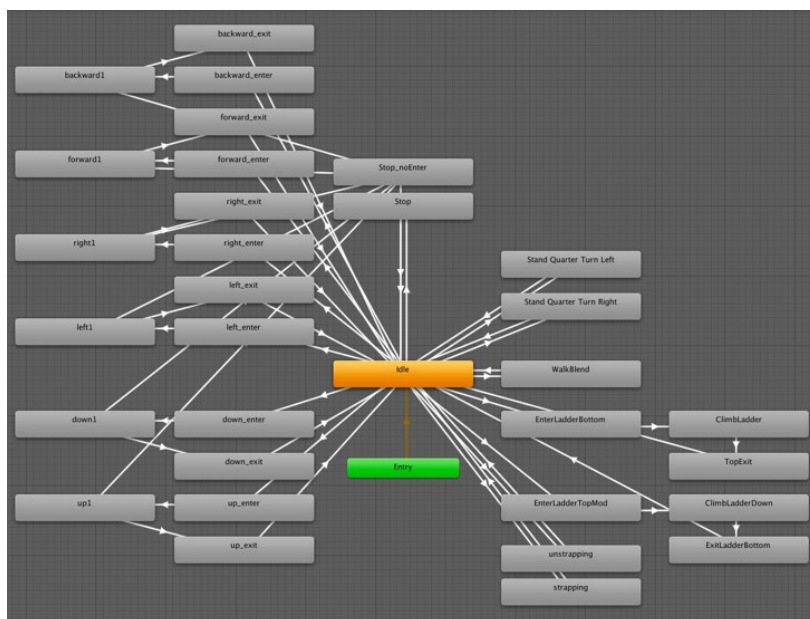 backward_exit
backward1
backward_enter
forward_exit
forward1
forward_enter
Stop_noEnter
right_exit
Stop
right1
right_enter
Stand Quarter Turn Left
left_exit
Stand Quarter Turn Right
left1
left_enter
Idle
WalkBlend
down1
down_enter
EnterLadderBottom
ClimbLadder
down_exit
Entry
TopExit
up1
up_enter
EnterLadderTopMod
ClimbLadderDown
up_exit
unstrapping
ExitLadderBottom
strapping